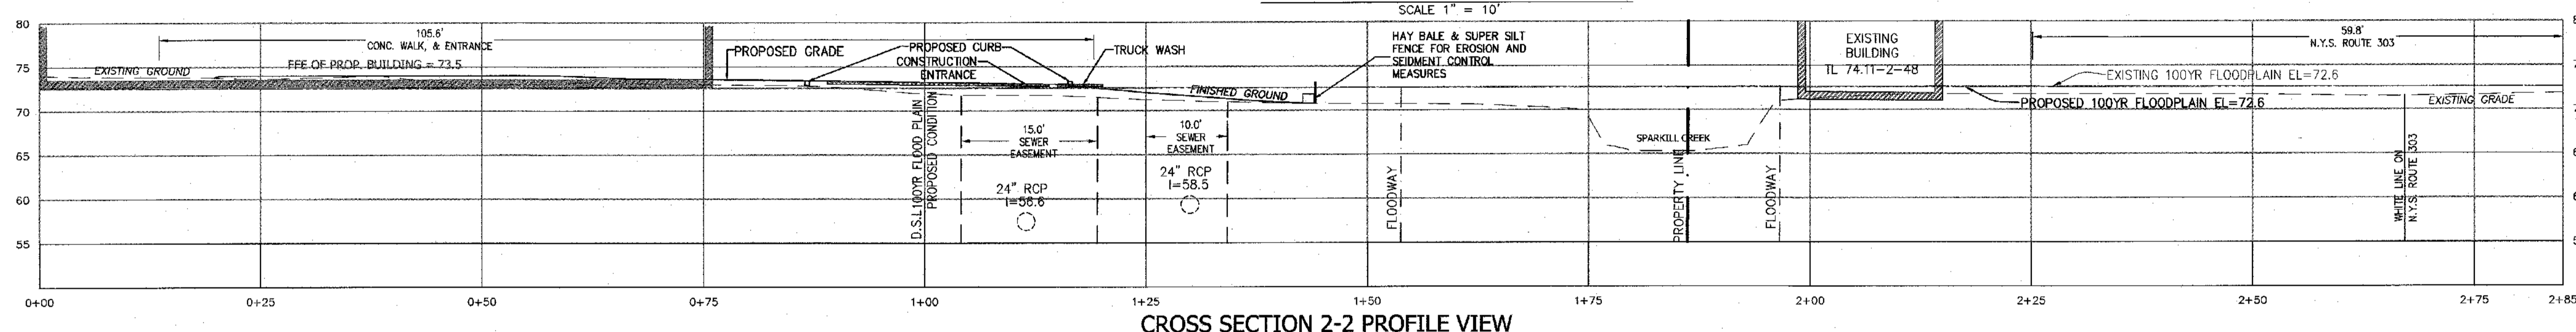 SCALE 1" = 10'
80
75
70
65
60
55
105.6'
CONC. WALK, & ENTRANCE
EXISTING GROUND
FFE OF PROP. BUILDING = 73.5
PROPOSED GRADE
PROPOSED CURB
CONSTRUCTION
ENTRANCE
TRUCK WASH
HAY BALE & SUPER SILT
FENCE FOR EROSION AND
SEIDMENT CONTROL
MEASURES
FINISHED GROUND
D.S.L100YR FLOOD PLAIN
PROPOSED CONDITION
15.0'
SEWER
EASEMENT
24" RCP
10.0'
SEWER
EASEMENT
24" RCP
I=58.5
FLOODWAY
SPARKILL CREEK
PROPERTY LINE
FLOODWAY
EXISTING
BUILDING
TL 74.11-2-48
59.8'
N.Y.S. ROUTE 303
EXISTING 100YR FLOODPLAIN EL=72.6
PROPOSED 100YR FLOODPLAIN EL=72.6
EXISTING GRADE
WHITE LINE ON
N.Y.S. ROUTE 303
0+00
0+25
0+50
0+75
1+00
1+25
1+50
1+75
2+00
2+25
2+50
2+75
2+85
CROSS SECTION 2-2 PROFILE VIEW